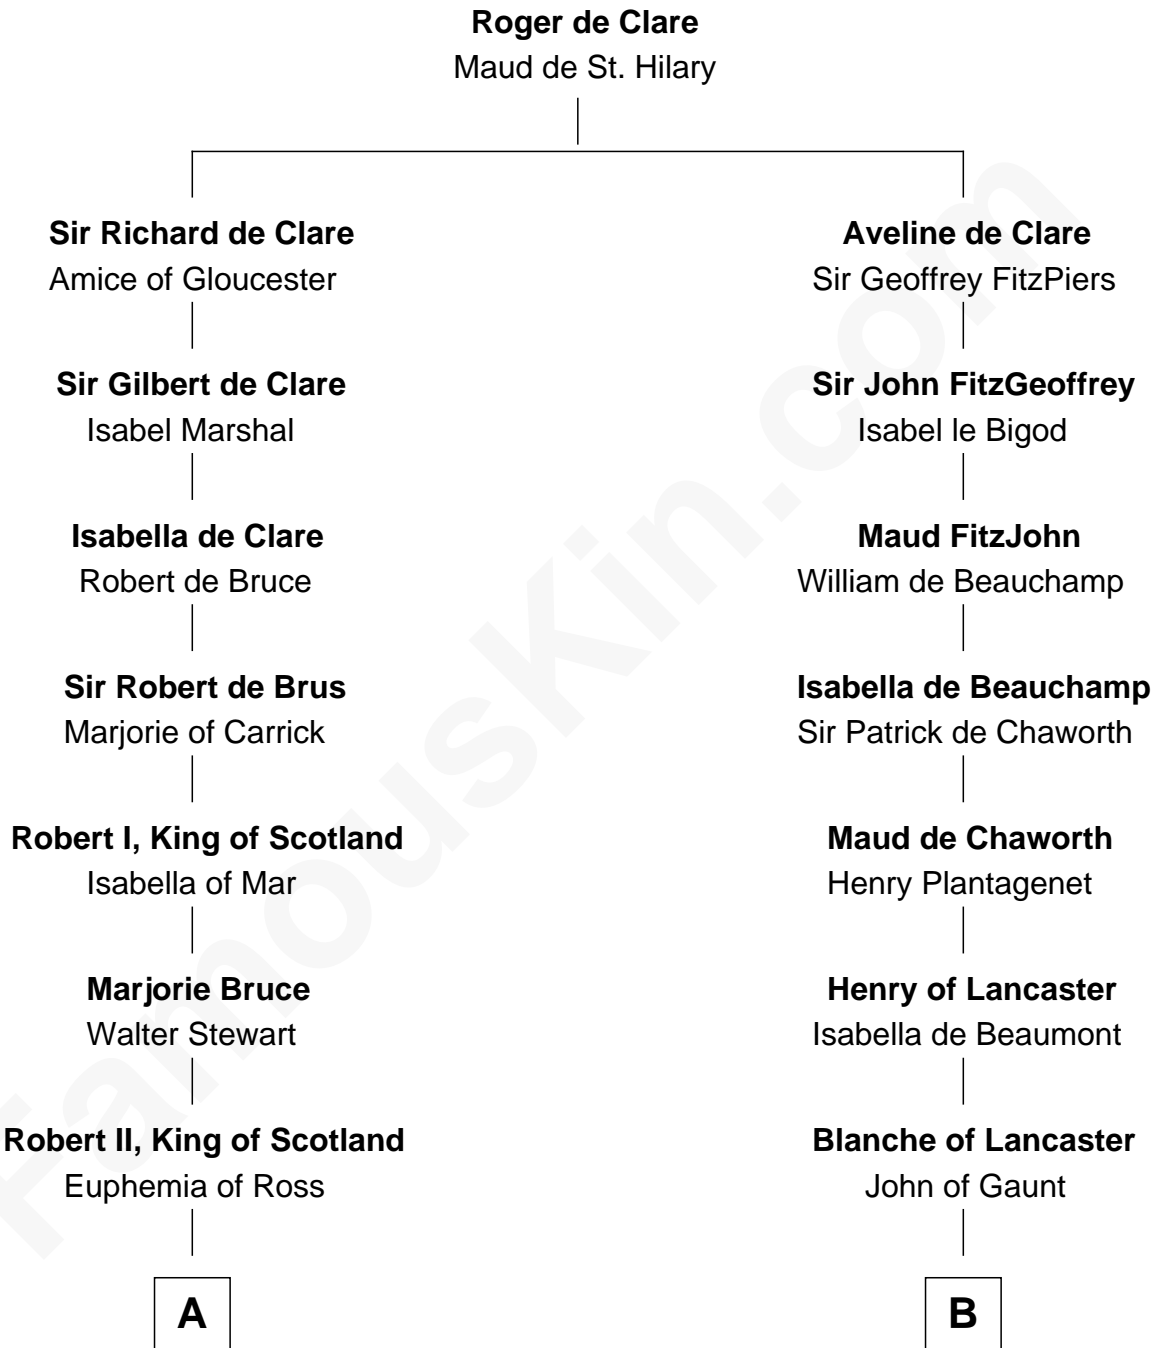 Roger de Clare
Maud de St. Hilary
Sir Richard de Clare
Amice of Gloucester
Sir Gilbert de Clare
Isabel Marshal
Isabella de Clare
Robert de Bruce
Sir Robert de Brus
Marjorie of Carrick
Robert I, King of Scotland
Isabella of Mar
Marjorie Bruce
Walter Stewart
Robert II, King of Scotland
Euphemia of Ross
A
Aveline de Clare
Sir Geoffrey FitzPiers
Sir John FitzGeoffrey
Isabel le Bigod
Maud FitzJohn
William de Beauchamp
Isabella de Beauchamp
Sir Patrick de Chaworth
Maud de Chaworth
Henry Plantagenet
Henry of Lancaster
Isabella de Beaumont
Blanche of Lancaster
John of Gaunt
B
FamousKin.com